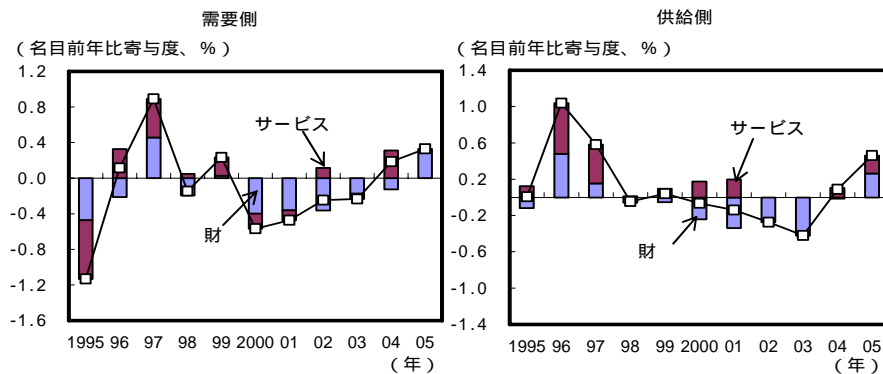 需要側
（名目前年比寄与度、％）
1.2
0.8
0.4
0.0
-0.4
-0.8
-1.2
-1.6
サービス
財
1995 96 97 98 99 2000 01 02 03 04 05
（年）
供給側
（名目前年比寄与度、％）
1.4
1.0
0.6
0.2
-0.2
-0.6
-1.0
-1.4
サービス
財
1995 96 97 98 99 2000 01 02 03 04 05
（年）